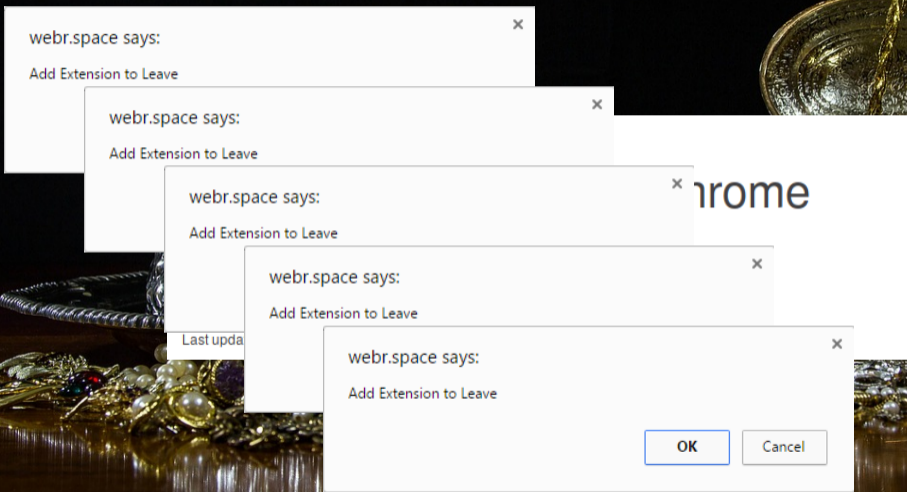 webr.space says:
Add Extension to Leave
webr.space says:
Add Extension to Leave
webr.space says:
hrome
Add Extension to Leave
webr.space says:
Add Extension to Leave
Last upda
webr.space says:
Add Extension to Leave
OK Cancel